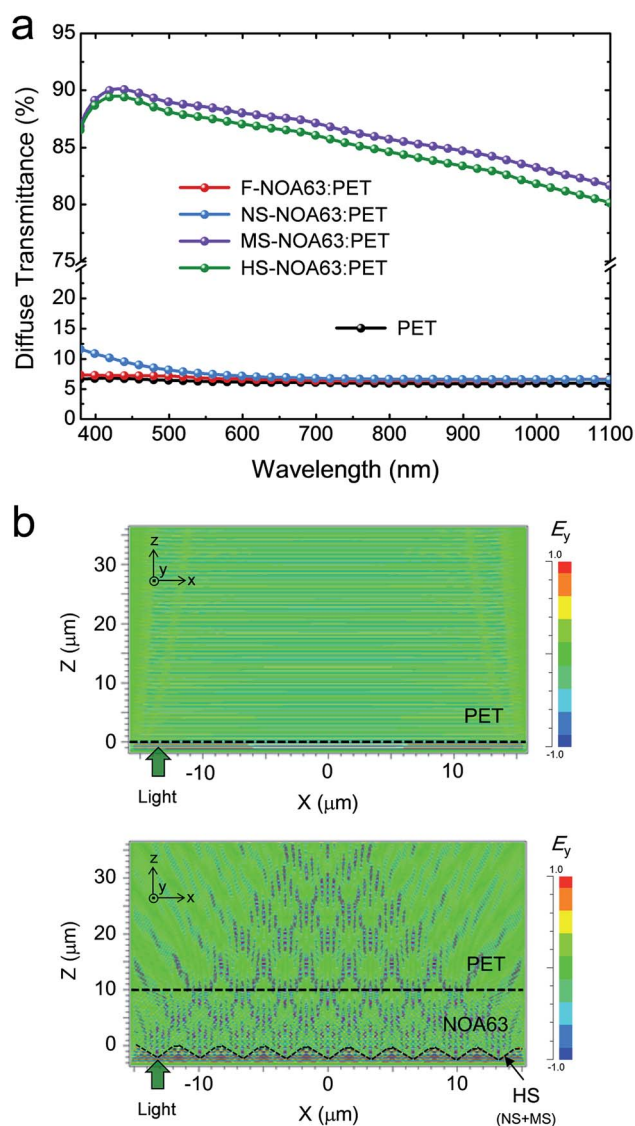 a
Diffuse Transmittance (%)
95
90
85
80
75
20
15
10
5
0
F-NOA63:PET
NS-NOA63:PET
MS-NOA63:PET
HS-NOA63:PET
PET
400 500 600 700 800 900 1000 1100
Wavelength (nm)
b
Z (μm)
30
20
10
0
z
y
x
PET
-10 0 10
Light
X (μm)
Ey
1.0
-1.0
Z (μm)
30
20
10
0
z
y
x
PET
NOA63
-10 0 10
Light
X (μm)
HS
(NS+MS)
Ey
1.0
-1.0